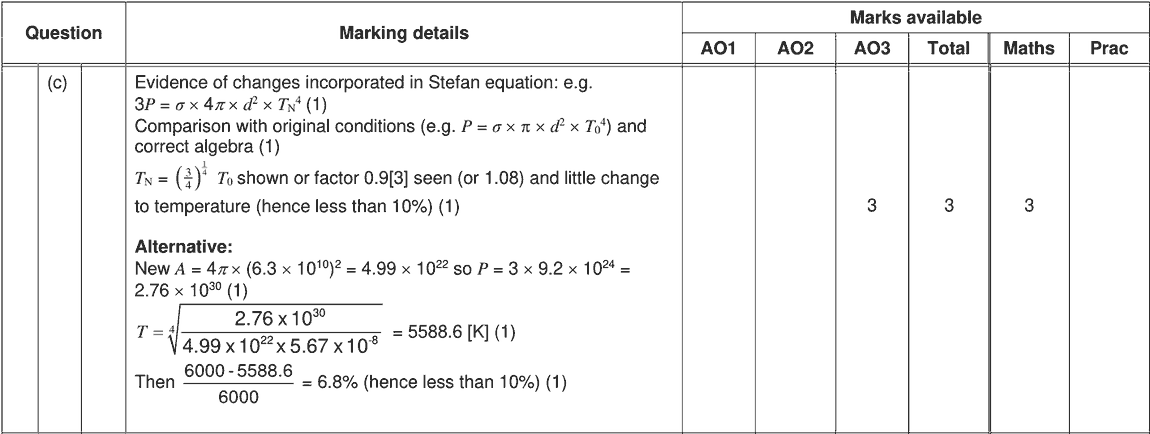 Question Marking details Marks available
AO1 AO2 AO3 Total Maths Prac
(c) Evidence of changes incorporated in Stefan equation: e.g.
3P = σ × 4π × d² × T_N⁴ (1)
Comparison with original conditions (e.g. P = σ × π × d² × T₀⁴) and
correct algebra (1)
T_N = (3/4)^(1/4) T₀ shown or factor 0.9[3] seen (or 1.08) and little change
to temperature (hence less than 10%) (1)
3 3 3
Alternative:
New A = 4π × (6.3 × 10¹⁰)² = 4.99 × 10²² so P = 3 × 9.2 × 10²⁴ =
2.76 × 10³⁰ (1)
T = ⁴√(2.76 x 10³⁰ / 4.99 x 10²² x 5.67 x 10⁻⁸) = 5588.6 [K] (1)
Then (6000 - 5588.6) / 6000 = 6.8% (hence less than 10%) (1)